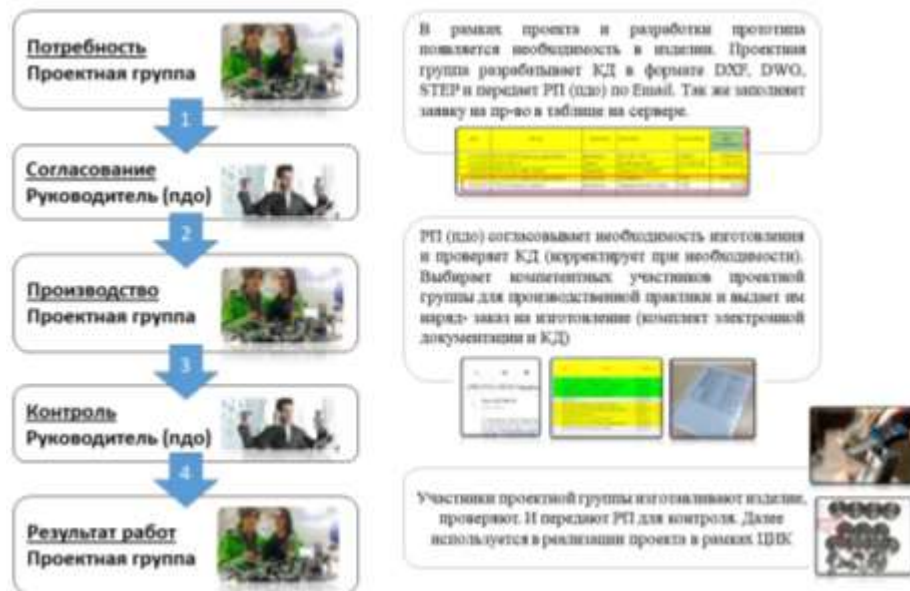 Потребность
Проектная группа
1
Согласование
Руководитель (пдо)
2
Производство
Проектная группа
3
Контроль
Руководитель (пдо)
4
Результат работ
Проектная группа
В рамках проекта и разработки прототипа
появляется необходимость в изделии. Проектная
группа разрабатывает КД в формате DXF, DWO,
STEP и передает РП (пдо) по Email. Так же заполняет
заявку на пр-во в таблице на сервере.
РП (пдо) согласовывает необходимость изготовления
и проверяет КД (корректирует при необходимости).
Выбирает компетентных участников проектной
группы для производственной практики и выдает им
наряд- заказ на изготовление (комплект электронной
документации и КД)
Участники проектной группы изготавливают изделие,
проверяют. И передают РП для контроля. Далее
используется в реализации проекта в рамках ЦИК